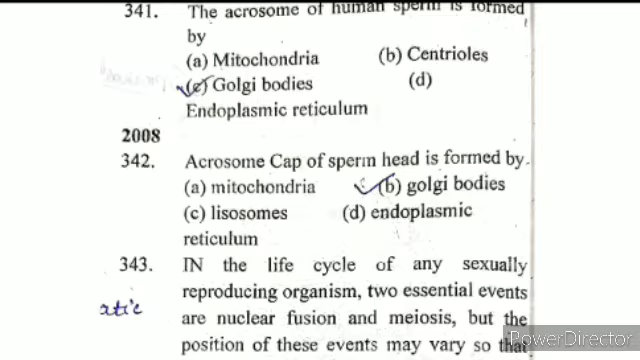 341. The acrosome of human sperm is formed
by
(a) Mitochondria (b) Centrioles
(c) Golgi bodies (d)
Endoplasmic reticulum
2008
342. Acrosome Cap of sperm head is formed by.
(a) mitochondria (b) golgi bodies
(c) lisosomes (d) endoplasmic
reticulum
343. IN the life cycle of any sexually
reproducing organism, two essential events
are nuclear fusion and meiosis, but the
position of these events may vary so that
PowerDirector